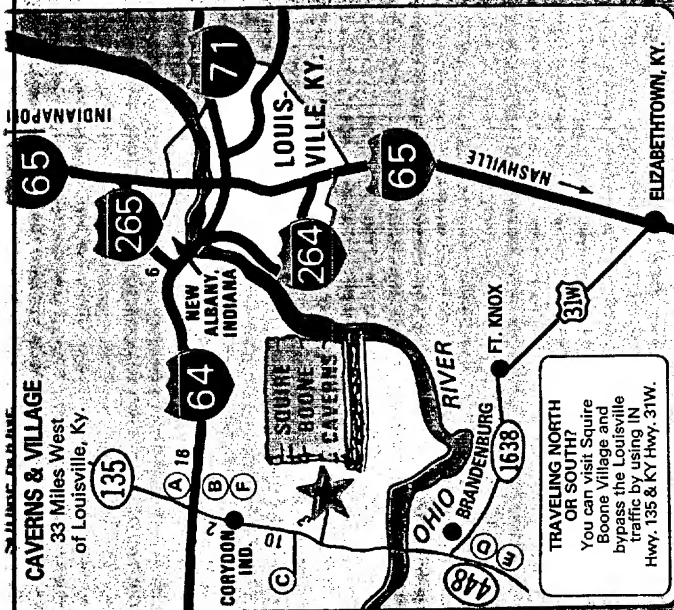 CAVERNS & VILLAGE
33 Miles West
of Louisville, Ky
135
A
18
64
B
F
2
CORYDON
IND.
10
C
3
SQUIRE
BOONE
CAVERNS
6
NEW
ALBANY,
INDIANA
265
65
71
LOUIS-
VILLE, KY.
264
65
NASHVILLE
OHIO
RIVER
BRANDENBURG
448
D
E
1638
FT. KNOX
31W
ELIZABETHTOWN, KY.
TRAVELING NORTH
OR SOUTH?
You can visit Squire
Boone Village and
bypass the Louisville
traffic by using IN
Hwy. 135 & KY Hwy. 31W.